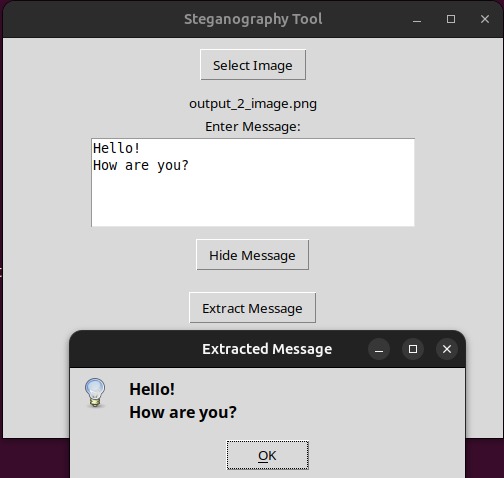 Steganography Tool
Select Image
output_2_image.png
Enter Message:
Hello!
How are you?
Hide Message
Extract Message
Extracted Message
Hello!
How are you?
OK